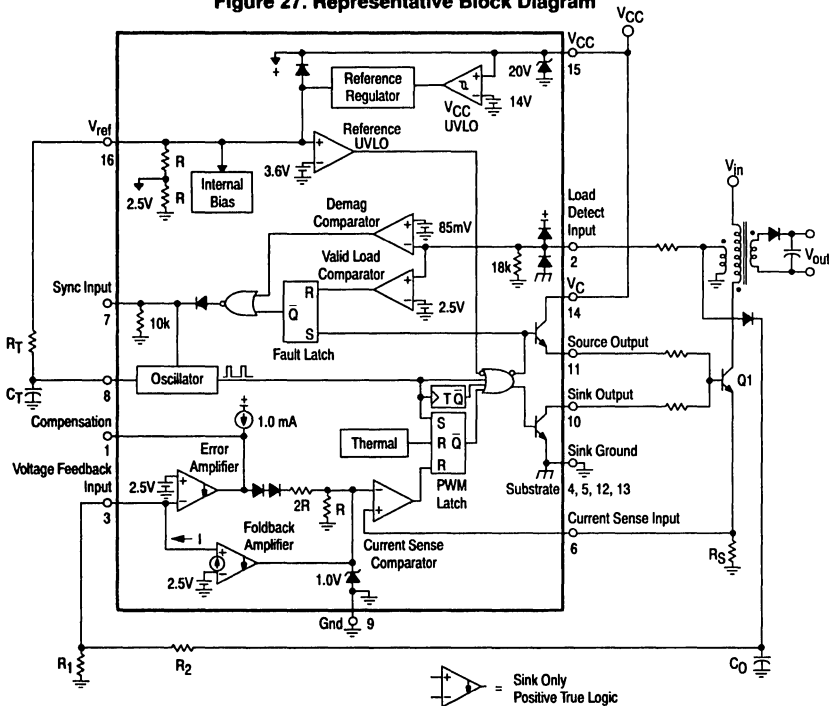 Figure 27. Representative Block Diagram
VCC
VCC
15
20V
Reference
Regulator
14V
VCC
UVLO
Vref
16
Reference
UVLO
R
R
3.6V
2.5V
Internal
Bias
Vin
Load
Detect
Input
2
Demag
Comparator
85mV
Vout
Valid Load
Comparator
18k
2.5V
VC
14
Sync Input
7
10k
R
Q
S
Fault Latch
RT
Source Output
11
Q1
CT
8
Oscillator
T Q
Sink Output
10
Compensation
1
1.0 mA
S
R Q
R
Thermal
PWM
Latch
Sink Ground
Substrate
4, 5, 12, 13
Voltage Feedback
Input
3
Error
Amplifier
2.5V
2R
R
Current Sense Input
6
Current Sense
Comparator
RS
I
Foldback
Amplifier
2.5V
1.0V
Gnd
9
R1
R2
CO
= Sink Only
Positive True Logic